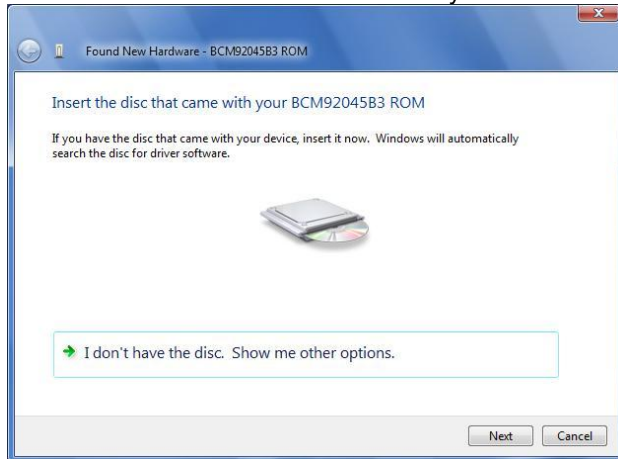 Found New Hardware - BCM92045B3 ROM
Insert the disc that came with your BCM92045B3 ROM
If you have the disc that came with your device, insert it now. Windows will automatically
search the disc for driver software.
I don't have the disc. Show me other options.
Next Cancel